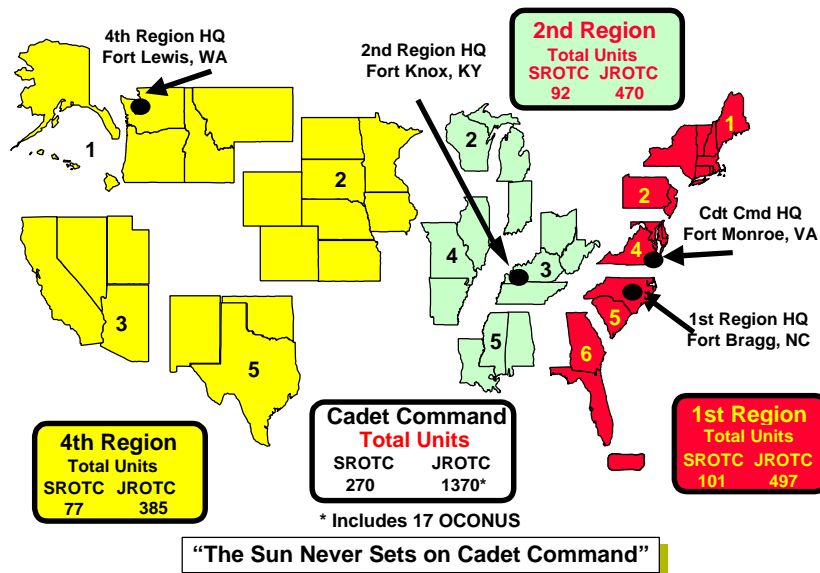 4th Region HQ
Fort Lewis, WA
2nd Region HQ
Fort Knox, KY
2nd Region
Total Units
SROTC JROTC
92 470
1
2
3
5
2
4
3
5
1
2
4
5
6
Cdt Cmd HQ
Fort Monroe, VA
1st Region HQ
Fort Bragg, NC
4th Region
Total Units
SROTC JROTC
77 385
Cadet Command
Total Units
SROTC JROTC
270 1370*
* Includes 17 OCONUS
1st Region
Total Units
SROTC JROTC
101 497
“The Sun Never Sets on Cadet Command”